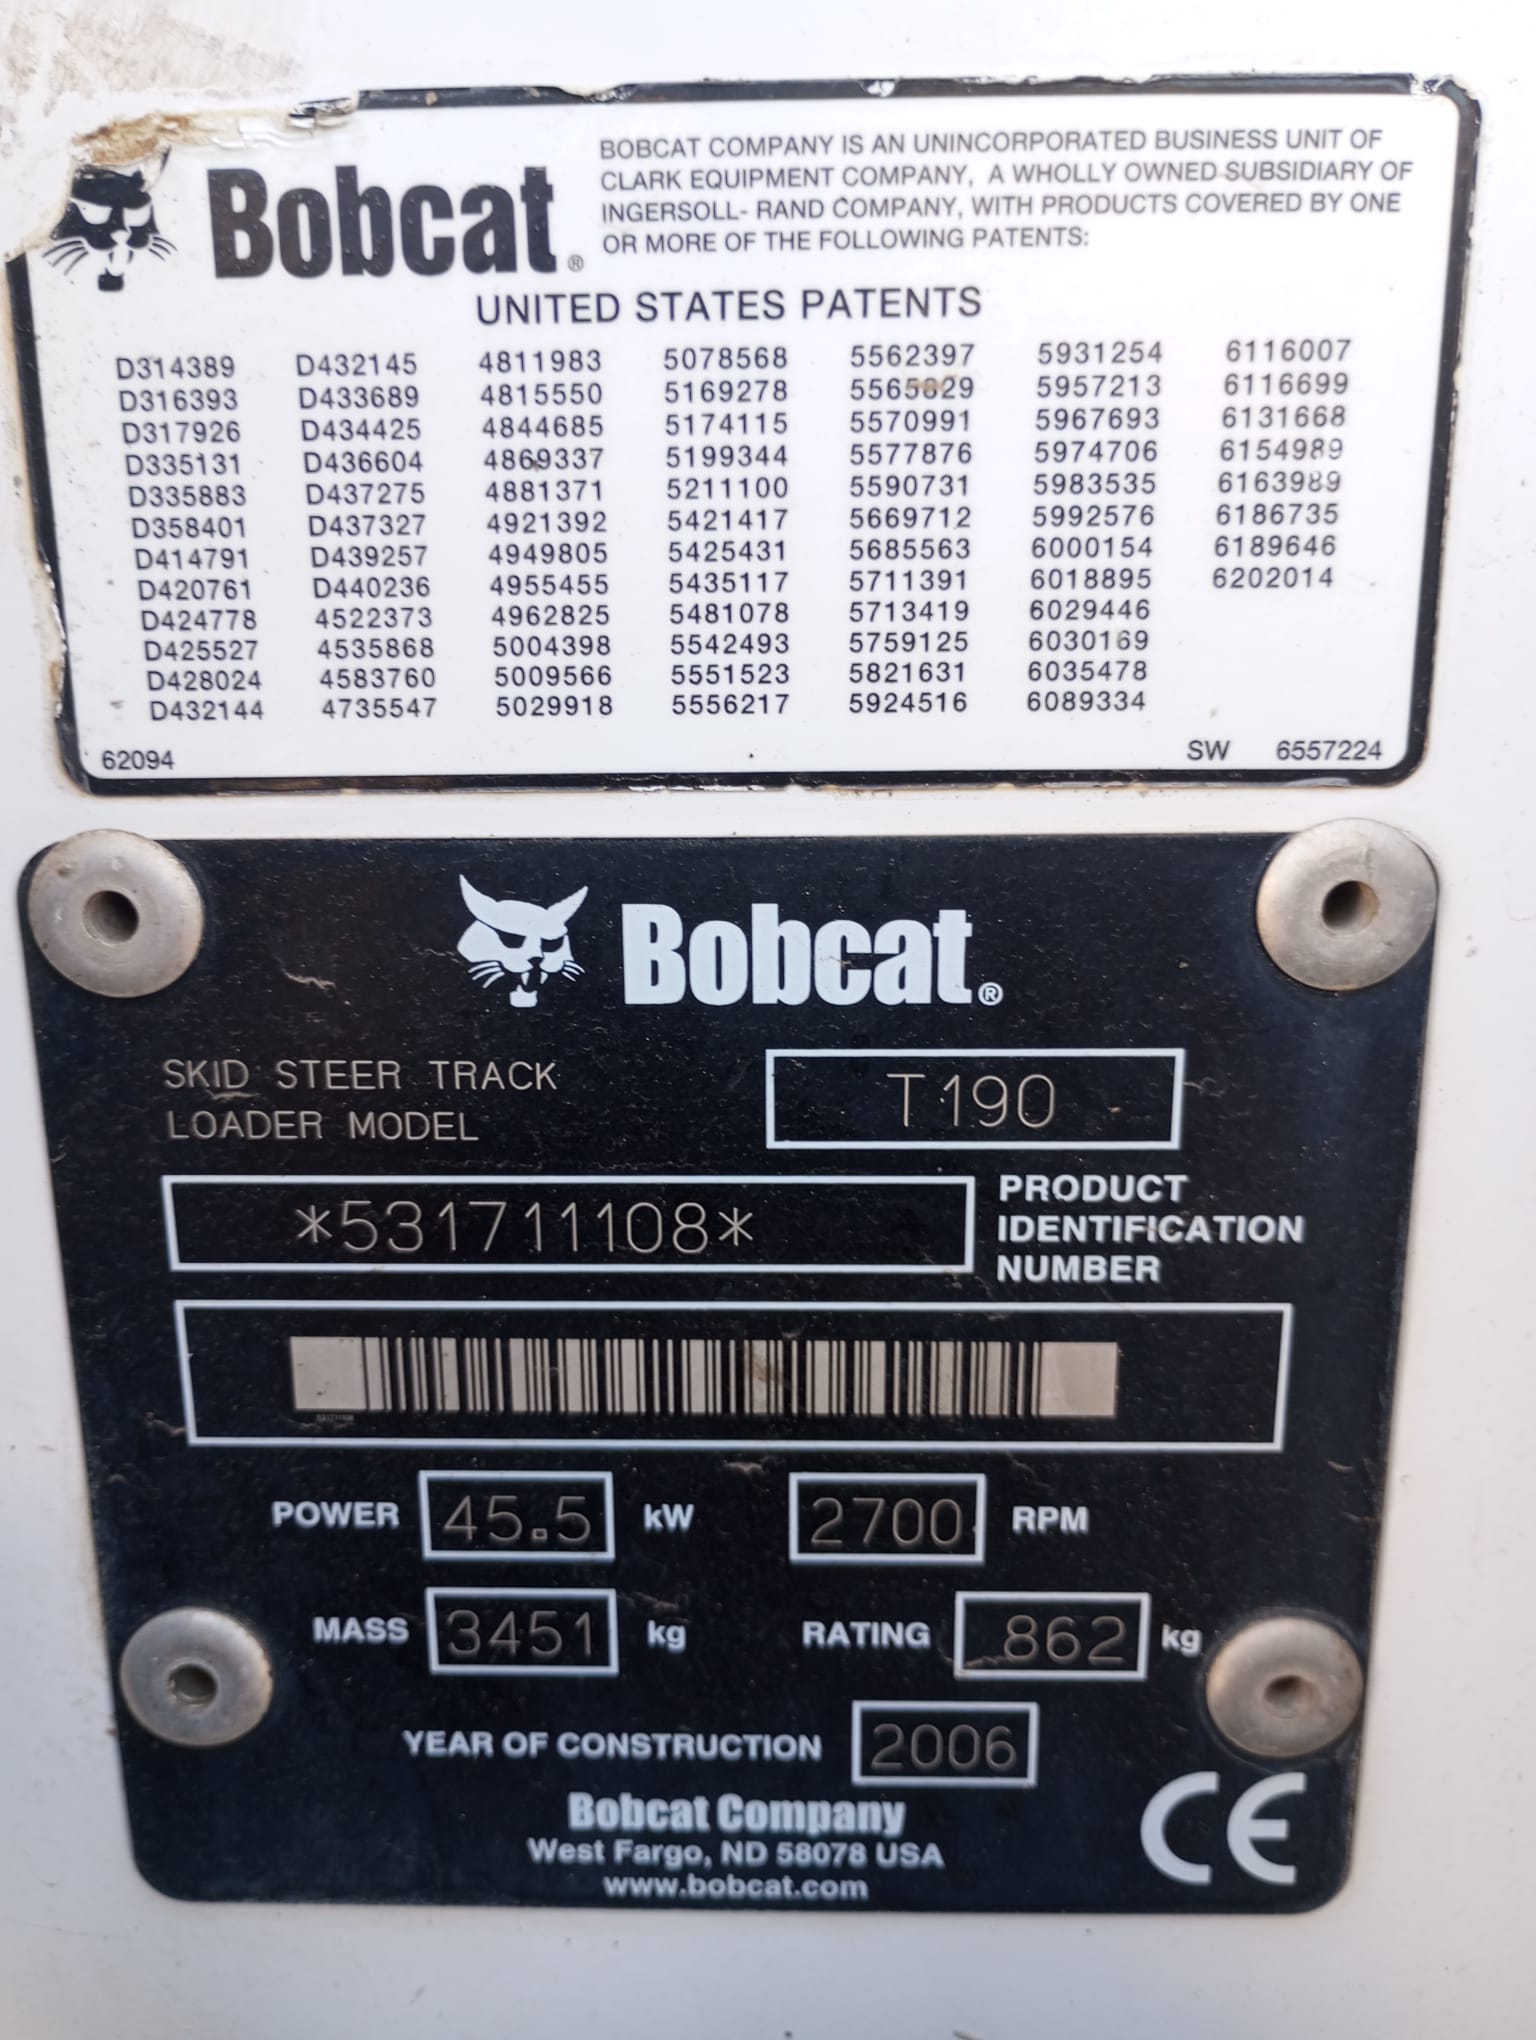 Bobcat®
BOBCAT COMPANY IS AN UNINCORPORATED BUSINESS UNIT OF
CLARK EQUIPMENT COMPANY, A WHOLLY OWNED SUBSIDIARY OF
INGERSOLL- RAND COMPANY, WITH PRODUCTS COVERED BY ONE
OR MORE OF THE FOLLOWING PATENTS:
UNITED STATES PATENTS
D314389 D432145 4811983 5078568 5562397 5931254 6116007
D316393 D433689 4815550 5169278 5565829 5957213 6116699
D317926 D434425 4844685 5174115 5570991 5967693 6131668
D335131 D436604 4869337 5199344 5577876 5974706 6154989
D335883 D437275 4881371 5211100 5590731 5983535 6163989
D358401 D437327 4921392 5421417 5669712 5992576 6186735
D414791 D439257 4949805 5425431 5685563 6000154 6189646
D420761 D440236 4955455 5435117 5711391 6018895 6202014
D424778 4522373 4962825 5481078 5713419 6029446
D425527 4535868 5004398 5542493 5759125 6030169
D428024 4583760 5009566 5551523 5821631 6035478
D432144 4735547 5029918 5556217 5924516 6089334
62094 SW 6557224
Bobcat®
SKID STEER TRACK
LOADER MODEL
T190
*531711108*
PRODUCT
IDENTIFICATION
NUMBER
POWER 45.5 kW 2700 RPM
MASS 3451 kg RATING 862 kg
YEAR OF CONSTRUCTION 2006
Bobcat Company
West Fargo, ND 58078 USA
www.bobcat.com
CE